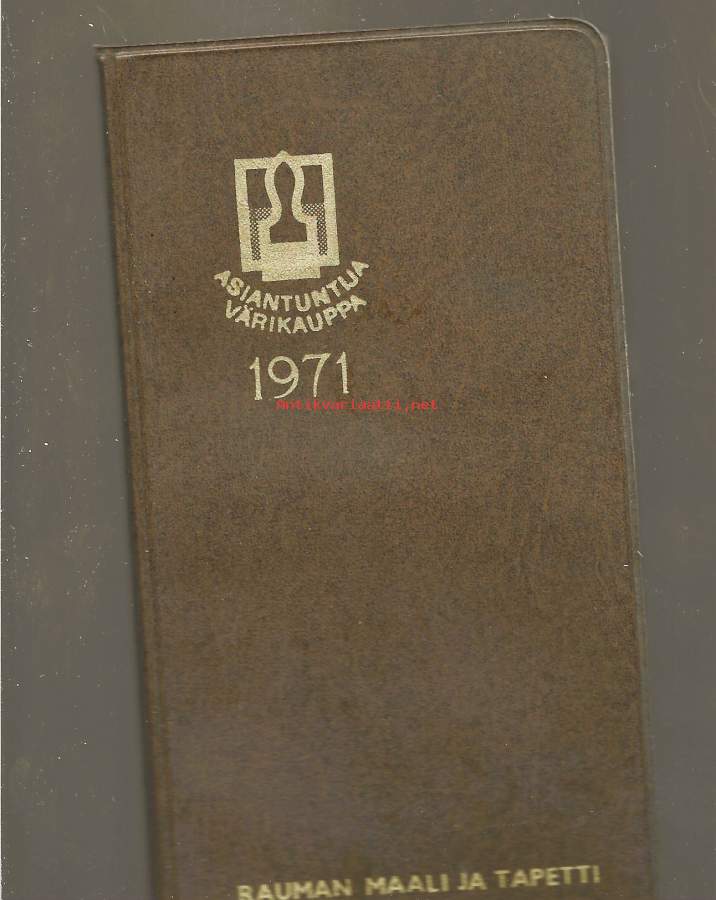 ASIANTUNTIJA
VÄRIKAUPPA
1971
Antikvariaatti.net
RAUMAN MAALI JA TAPETTI